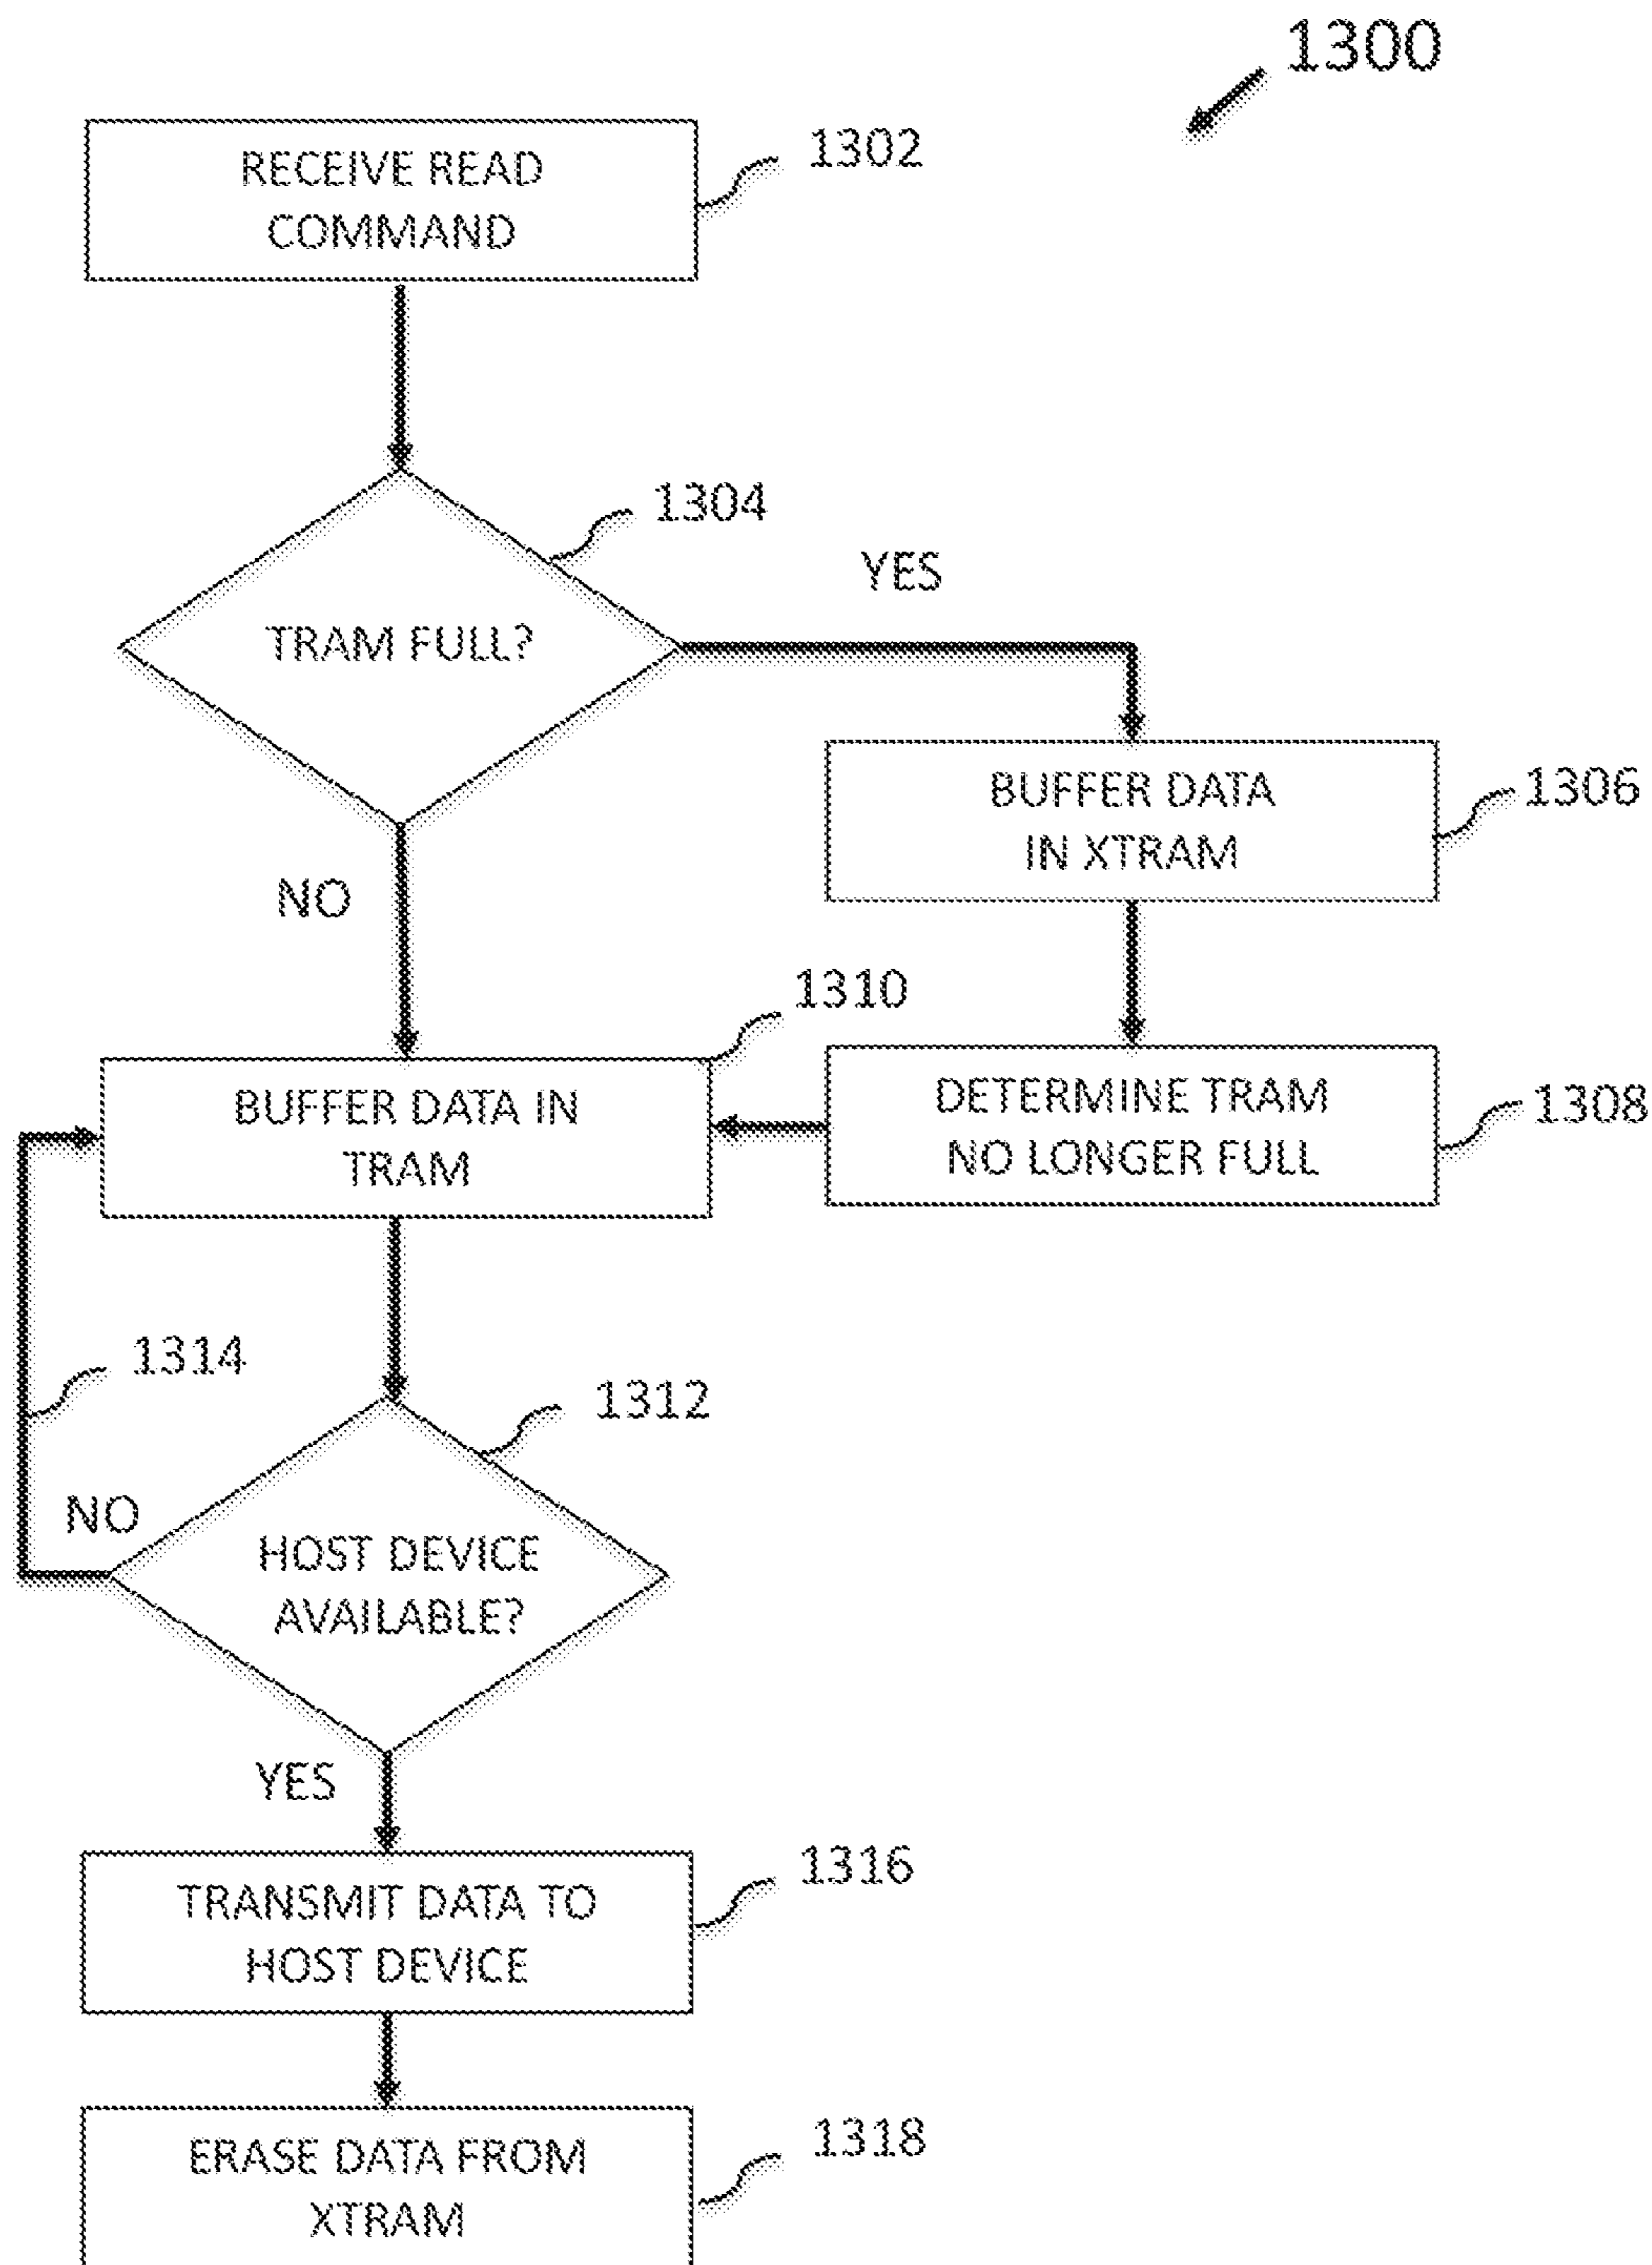 1300
RECEIVE READ
COMMAND
1302
1304
TRAM FULL?
YES
NO
BUFFER DATA
IN XTRAM
1306
1310
BUFFER DATA IN
TRAM
DETERMINE TRAM
NO LONGER FULL
1308
1314
1312
NO
HOST DEVICE
AVAILABLE?
YES
TRANSMIT DATA TO
HOST DEVICE
1316
ERASE DATA FROM
XTRAM
1318